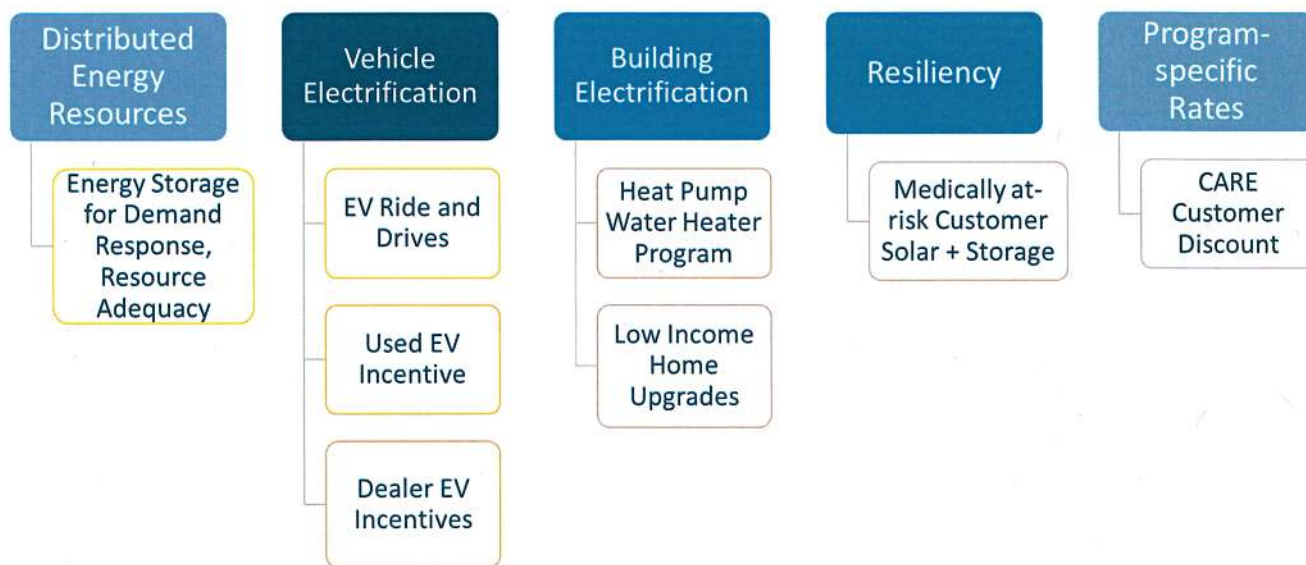 Distributed
Energy
Resources
Energy Storage
for Demand
Response,
Resource
Adequacy
Vehicle
Electrification
EV Ride and
Drives
Used EV
Incentive
Dealer EV
Incentives
Building
Electrification
Heat Pump
Water Heater
Program
Low Income
Home
Upgrades
Resiliency
Medically at-
risk Customer
Solar + Storage
Program-
specific
Rates
CARE
Customer
Discount